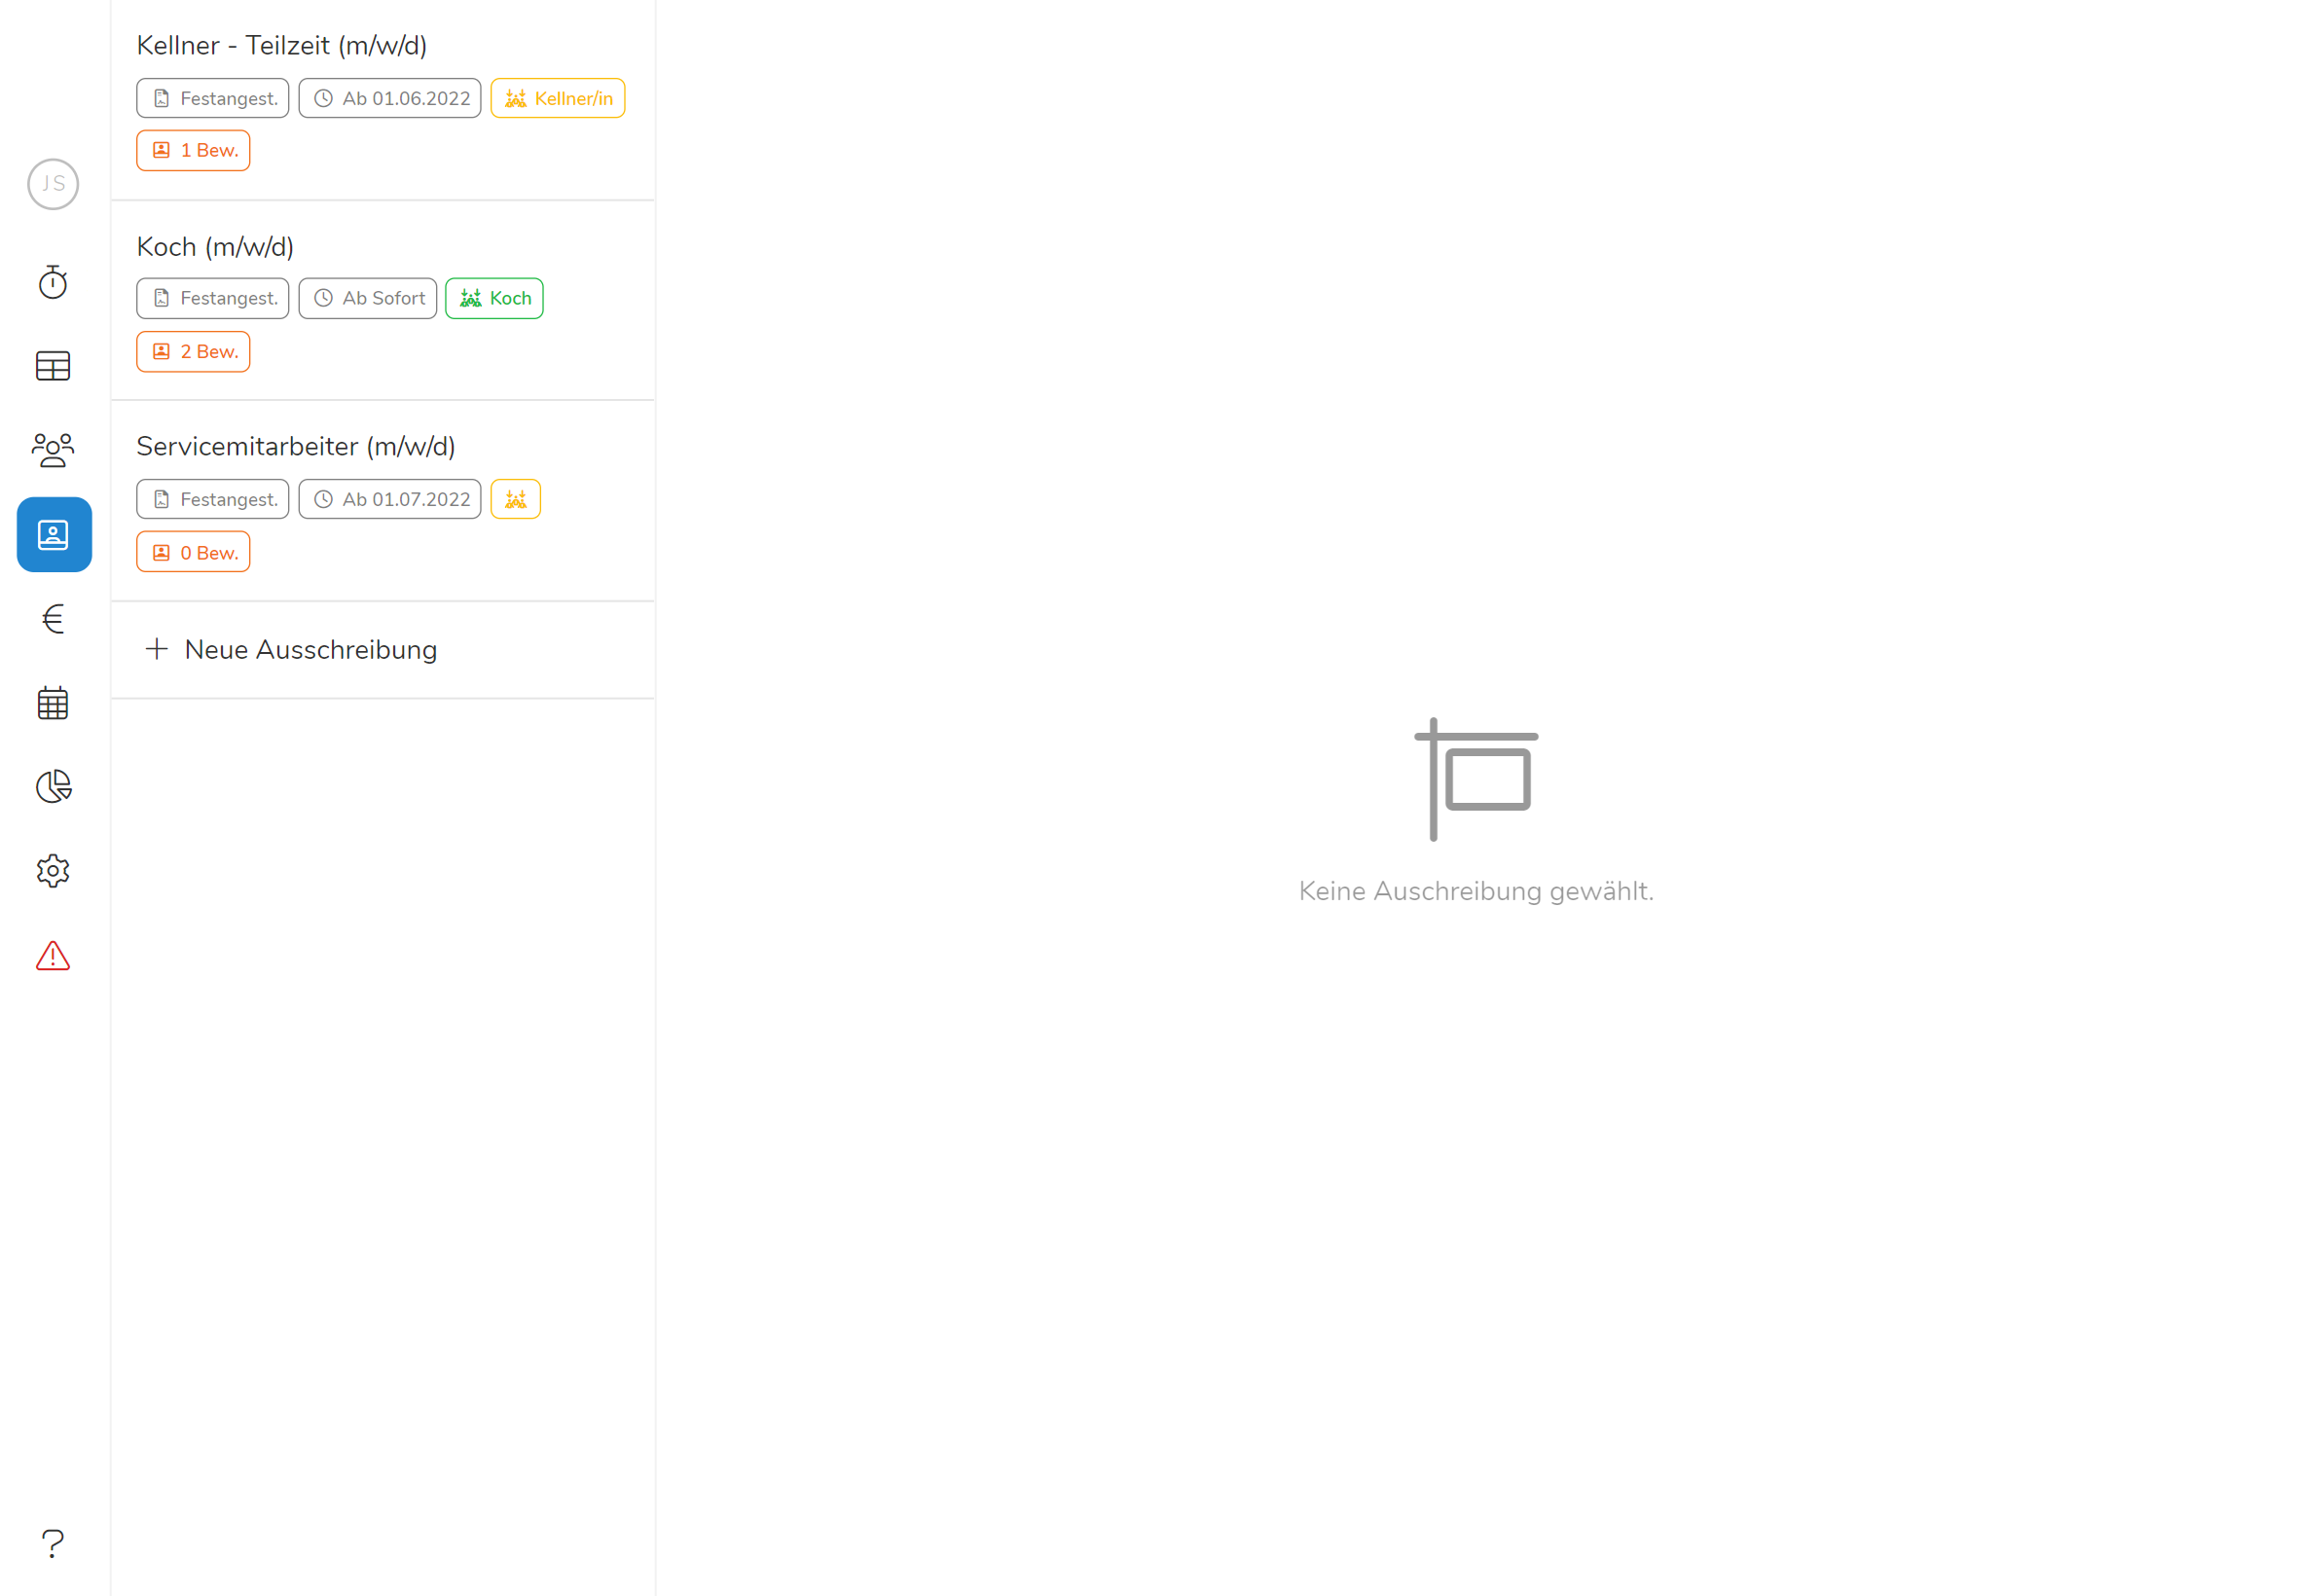 Kellner - Teilzeit (m/w/d)
Festangest. Ab 01.06.2022 Kellner/in
1 Bew.
JS
Koch (m/w/d)
Festangest. Ab Sofort Koch
2 Bew.
Servicemitarbeiter (m/w/d)
Festangest. Ab 01.07.2022
0 Bew.
Neue Ausschreibung
Keine Auschreibung gewählt.
?